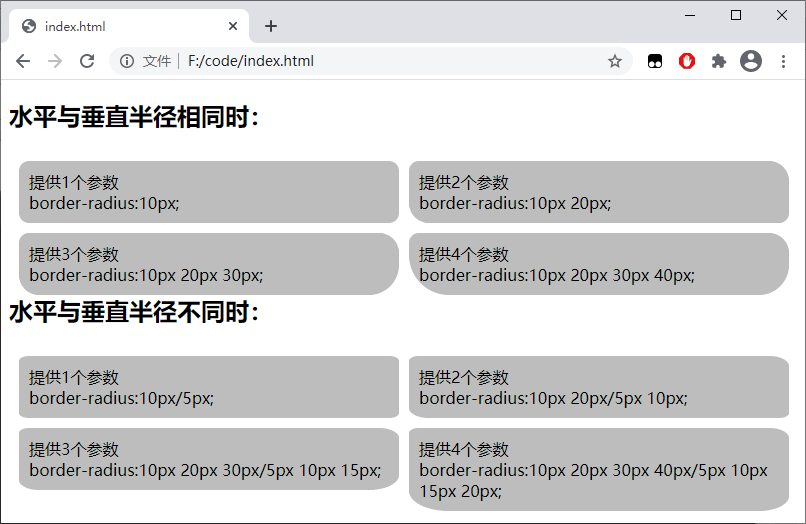 index.html
文件 F:/code/index.html
水平与垂直半径相同时：
提供1个参数
border-radius:10px;
提供2个参数
border-radius:10px 20px;
提供3个参数
border-radius:10px 20px 30px;
提供4个参数
border-radius:10px 20px 30px 40px;
水平与垂直半径不同时：
提供1个参数
border-radius:10px/5px;
提供2个参数
border-radius:10px 20px/5px 10px;
提供3个参数
border-radius:10px 20px 30px/5px 10px 15px;
提供4个参数
border-radius:10px 20px 30px 40px/5px 10px
15px 20px;